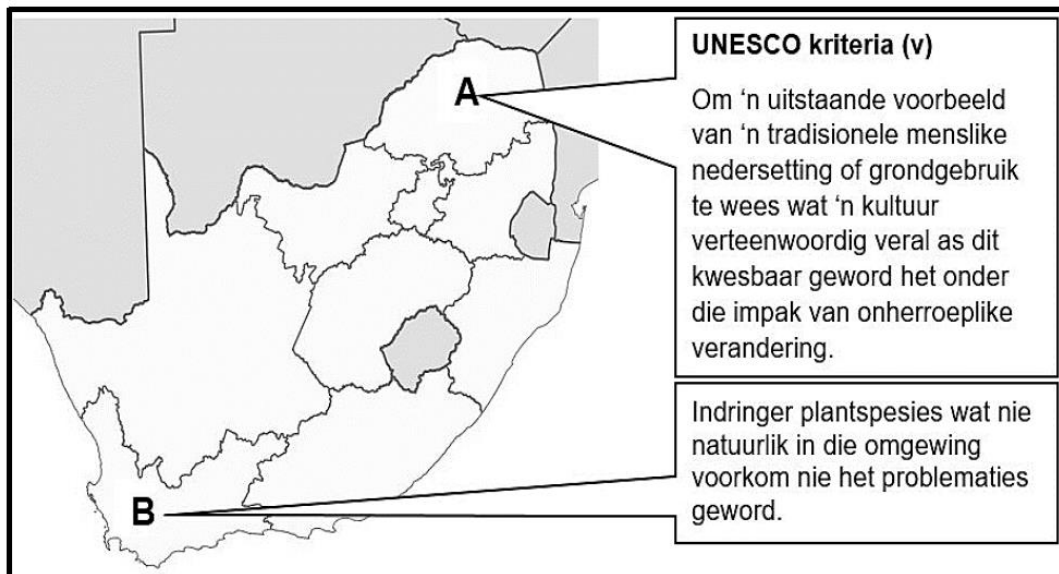 UNESCO kriteria (v)
Om ‘n uitstaande voorbeeld
van ‘n tradisionele menslike
nedersetting of grondgebruik
te wees wat ‘n kultuur
verteenwoordig veral as dit
kwesbaar geword het onder
die impak van onherroeplike
verandering.
A
Indringer plantspesies wat nie
natuurlik in die omgewing
voorkom nie het problematies
geword.
B